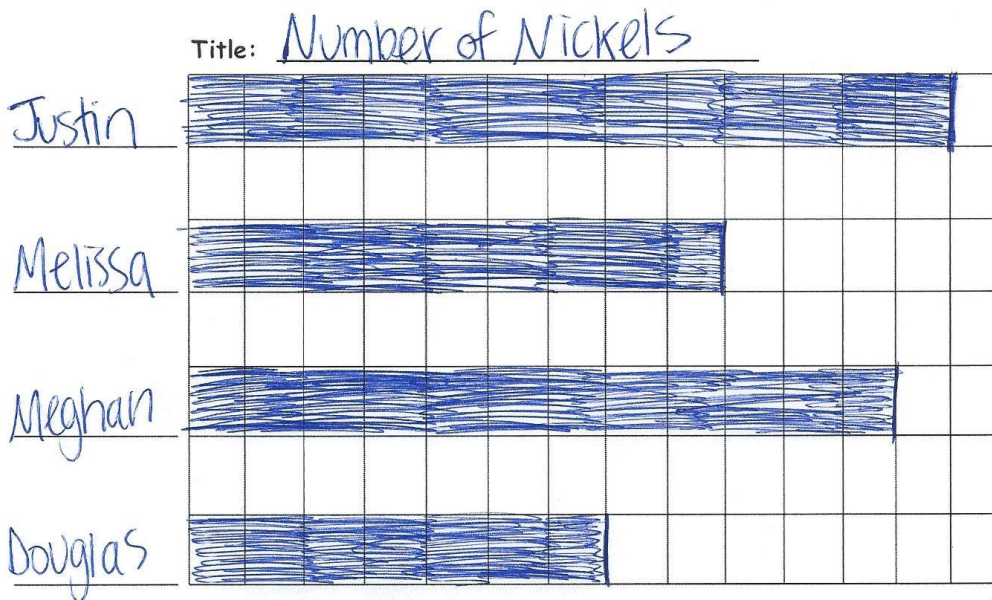 Title: Number of Nickels
Justin
Melissa
Meghan
Douglas